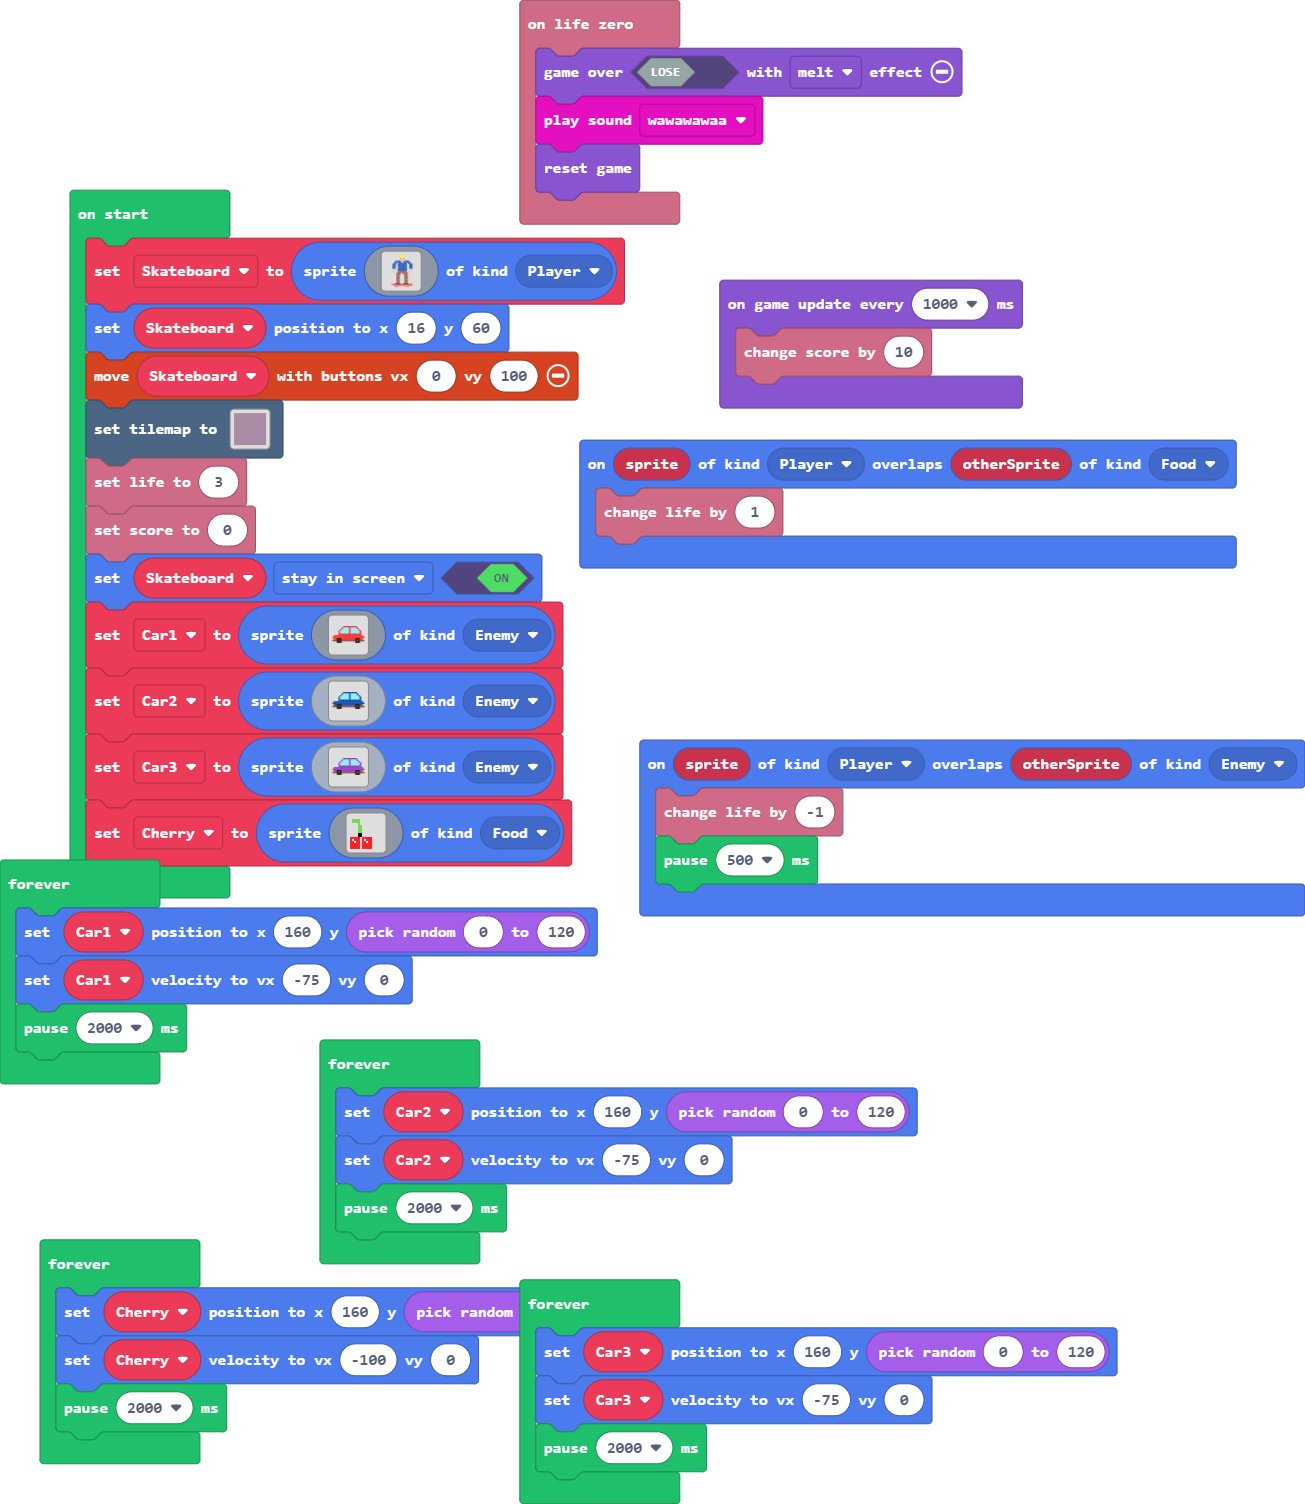 on life zero
game over LOSE with melt effect
play sound wawawawaa
reset game
on start
set Skateboard to sprite of kind Player
set Skateboard position to x 16 y 60
move Skateboard with buttons vx 0 vy 100
set tilemap to
set life to 3
set score to 0
set Skateboard stay in screen ON
set Car1 to sprite of kind Enemy
set Car2 to sprite of kind Enemy
set Car3 to sprite of kind Enemy
set Cherry to sprite of kind Food
on game update every 1000 ms
change score by 10
on sprite of kind Player overlaps otherSprite of kind Food
change life by 1
on sprite of kind Player overlaps otherSprite of kind Enemy
change life by -1
pause 500 ms
forever
set Car1 position to x 160 y pick random 0 to 120
set Car1 velocity to vx -75 vy 0
pause 2000 ms
forever
set Car2 position to x 160 y pick random 0 to 120
set Car2 velocity to vx -75 vy 0
pause 2000 ms
forever
set Cherry position to x 160 y pick random
set Cherry velocity to vx -100 vy 0
pause 2000 ms
forever
set Car3 position to x 160 y pick random 0 to 120
set Car3 velocity to vx -75 vy 0
pause 2000 ms